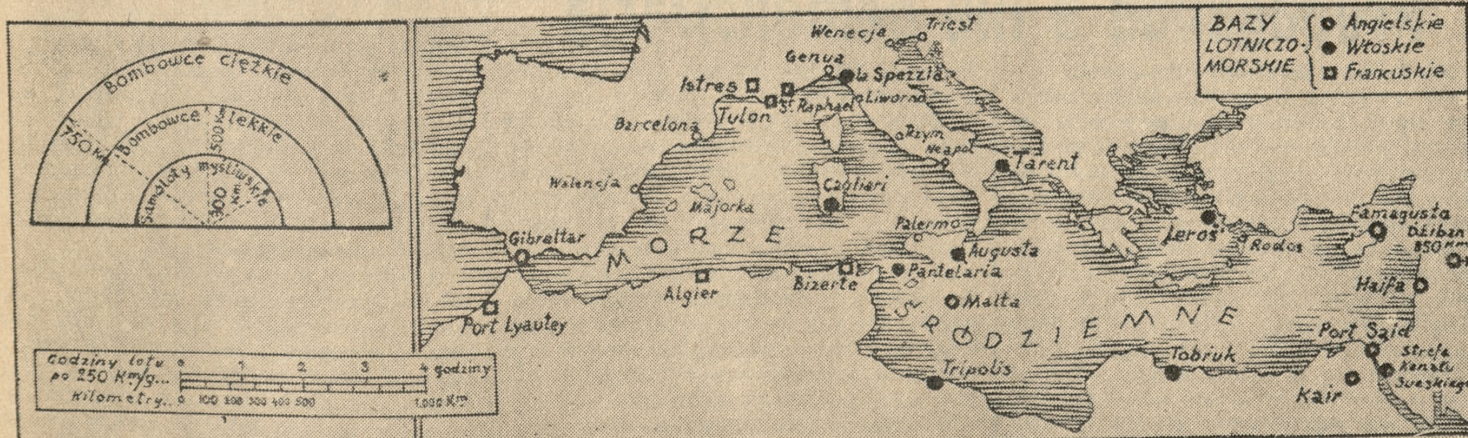 Bombowce ciężkie
750 Km
Bombowce lekkie
500 Km
Samoloty myśliwskie
300 Km.
Godziny lotu
po 250 Km/g...
0 1 2 3 4 godziny
Kilometry..
0 100 200 300 400 500 1.000 Km
BAZY
LOTNICZO-
MORSKIE
Angielskie
Włoskie
Francuskie
Wenecja
Triest
Genua
la Spezzia
Istres
St. Raphael
Liworno
Tulon
Barcelona
Rzym
Neapol
Tarent
Walencja
Cagliari
Majorka
Palermo
Famagusta
Dżiban
850 Km
Leros
Rodos
Gibraltar
MORZE
Augusta
Pantelaria
Algier
Bizerte
Haifa
Malta
ŚRÓDZIEMNE
Port Lyautey
Port Said
Strefa
Kanału
Sueskiego
Tripolis
Tobruk
Kair